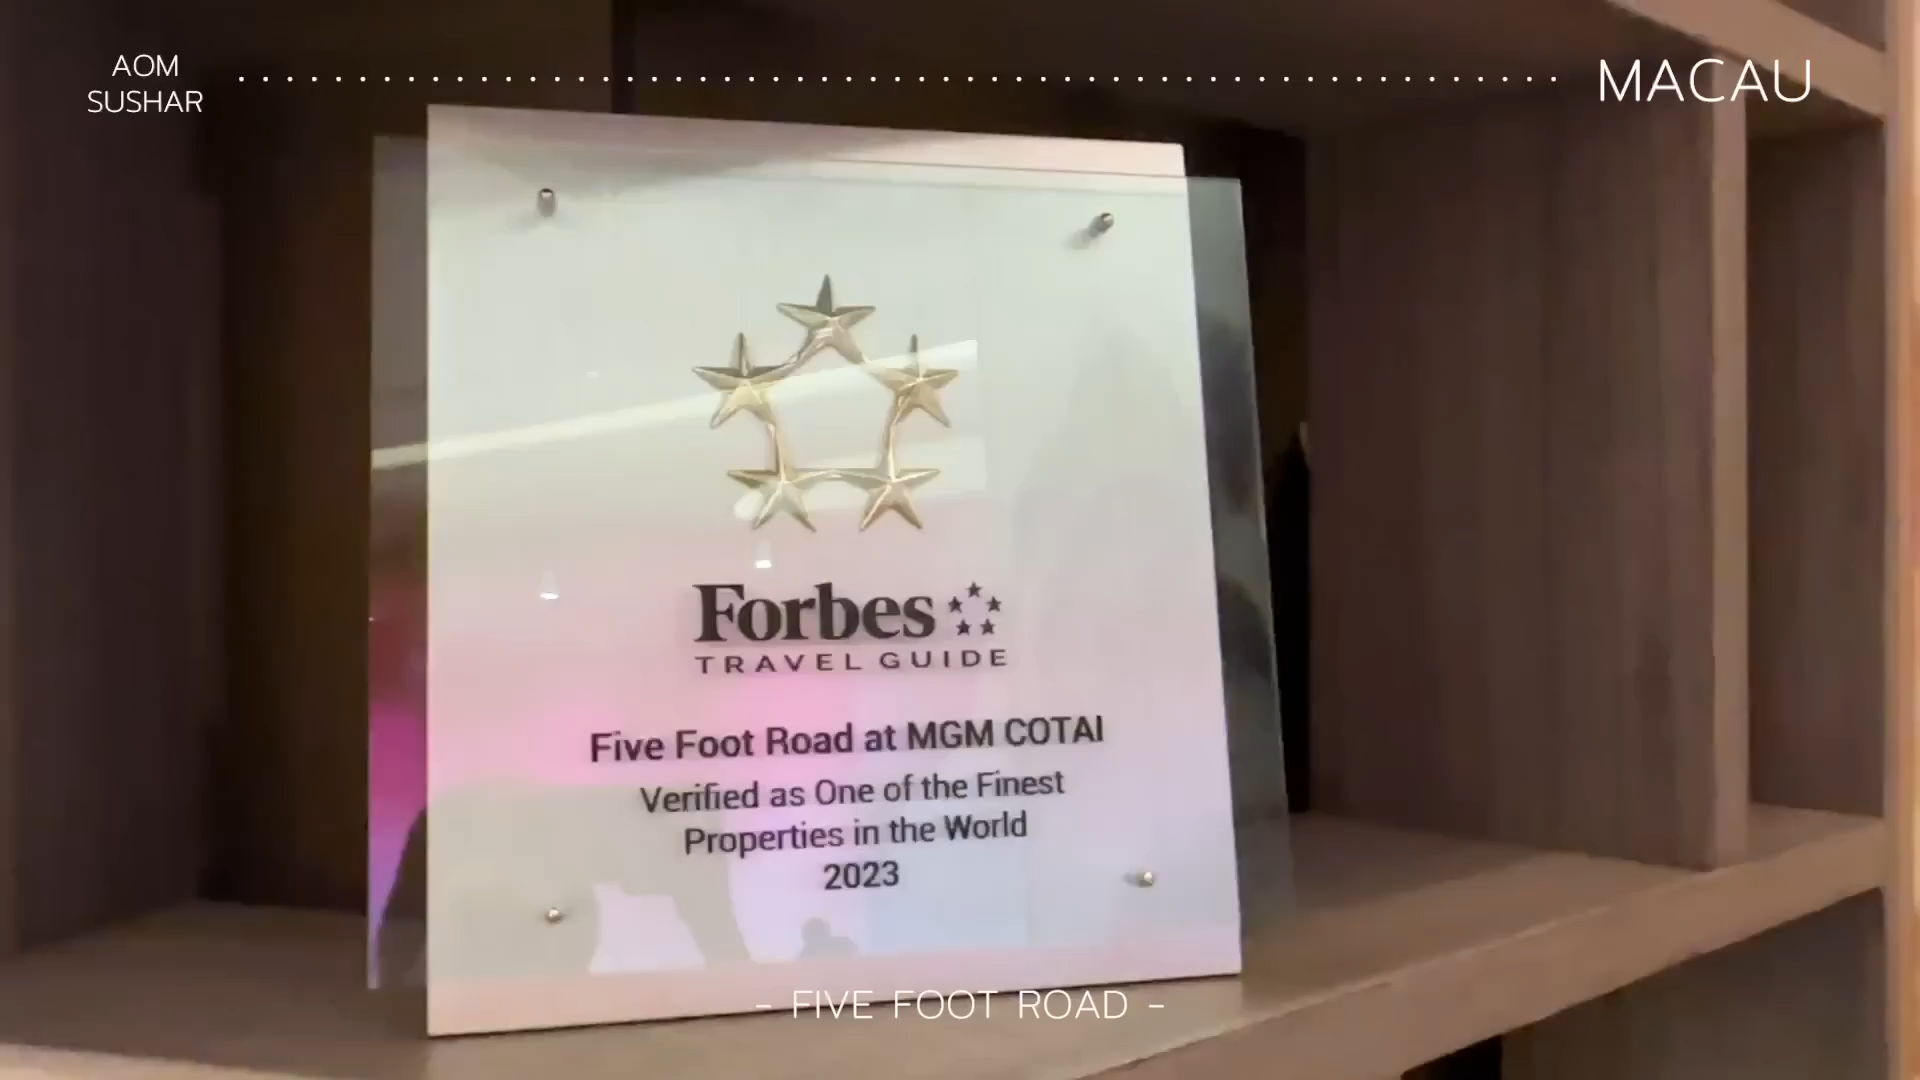 AOM
SUSHAR
MACAU
Forbes
TRAVEL GUIDE
Five Foot Road at MGM COTAI
Verified as One of the Finest
Properties in the World
2023
- FIVE FOOT ROAD -